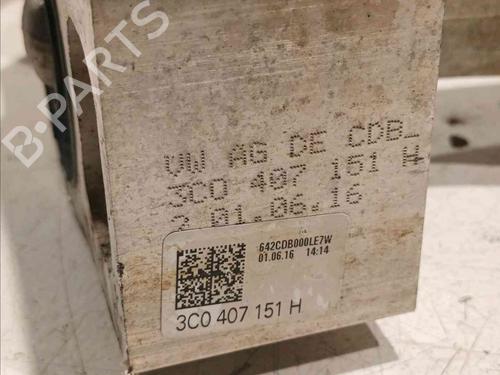 B-PARTS
VW AG DE CDB_
3C0 407 151 H
2 01.06.16
642CDB000LE7W
01.06.16 14:14
3C0 407 151 H